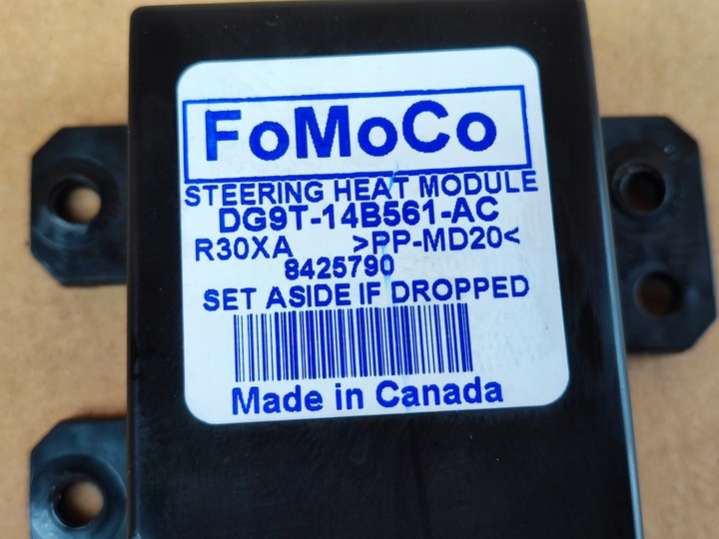 FoMoCo
STEERING HEAT MODULE
DG9T-14B561-AC
R30XA >PP-MD20<
8425790
SET ASIDE IF DROPPED
Made in Canada